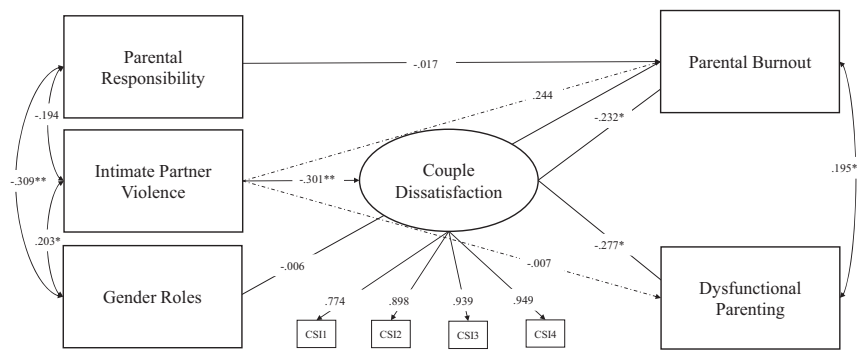 Parental
Responsibility
Parental Burnout
-.017
.244
-.194
-.232*
Intimate Partner
Violence
Couple
Dissatisfaction
-.309**
-.301**
.195*
.203*
-.277*
-.006
-.007
Gender Roles
Dysfunctional
Parenting
.774
.898
.939
.949
CSI1
CSI2
CSI3
CSI4